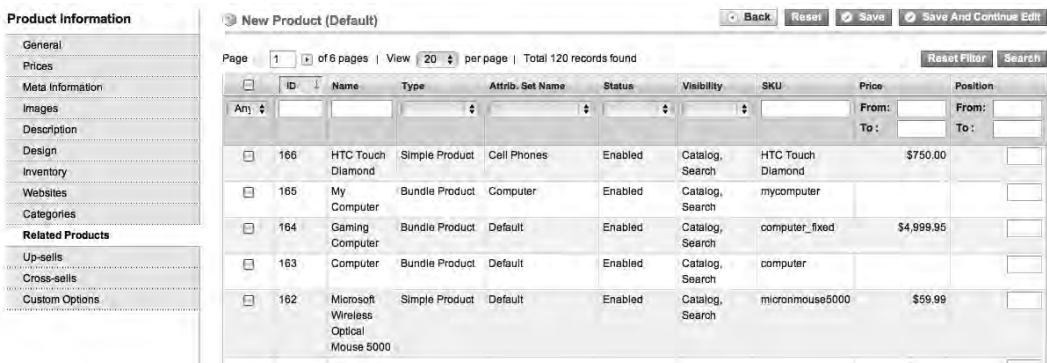 Product Information
General
Prices
Meta Information
Images
Description
Design
Inventory
Websites
Categories
Related Products
Up-sells
Cross-sells
Custom Options
New Product (Default)
Back Reset Save Save And Continue Edit
Page 1 of 6 pages | View 20 per page | Total 120 records found
Reset Filter Search
ID Name Type Attrib. Set Name Status Visibility SKU Price Position
Any From: From:
To : To :
166 HTC Touch Simple Product Cell Phones Enabled Catalog, HTC Touch $750.00
Diamond Search Diamond
165 My Bundle Product Computer Enabled Catalog, mycomputer
Computer Search
164 Gaming Bundle Product Default Enabled Catalog, computer_fixed $4,999.95
Computer Search
163 Computer Bundle Product Default Enabled Catalog, computer
Search
162 Microsoft Simple Product Default Enabled Catalog, micronmouse5000 $59.99
Wireless Search
Optical
Mouse 5000